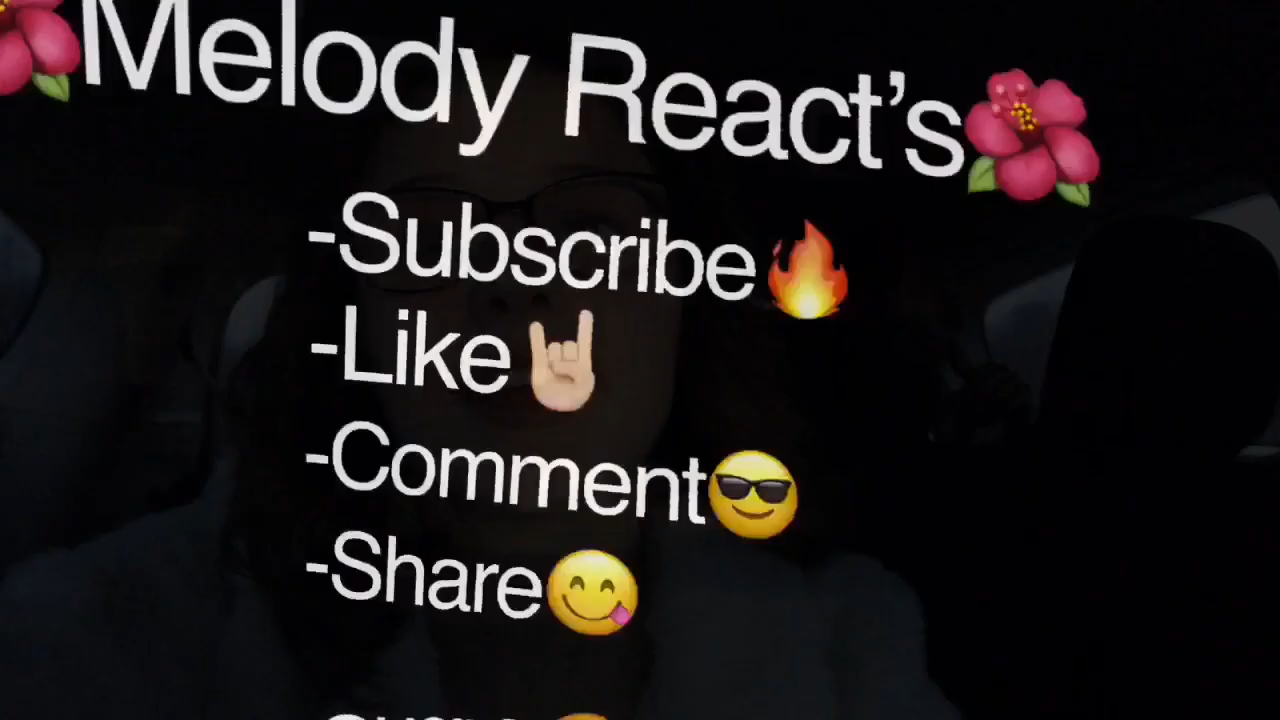 🌺Melody React’s🌺
-Subscribe🔥
-Like🤘🏼
-Comment😎
-Share😋